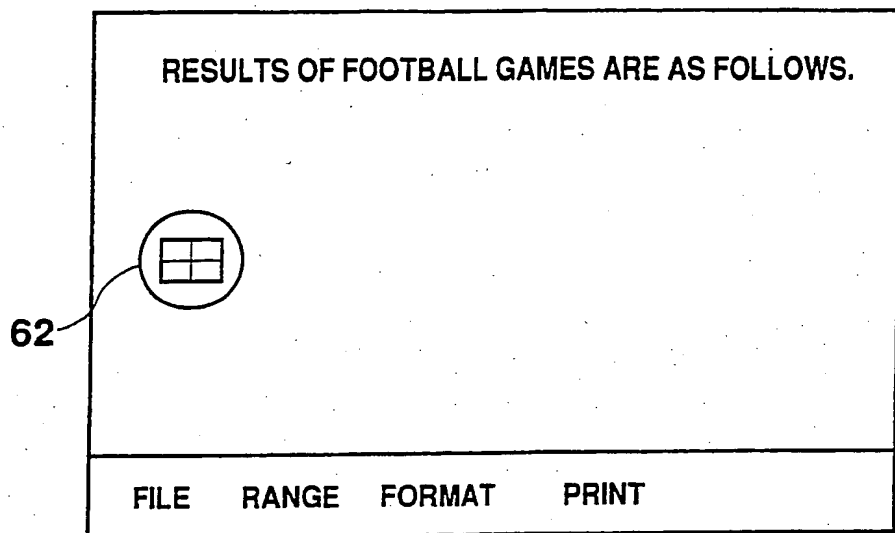 RESULTS OF FOOTBALL GAMES ARE AS FOLLOWS.
62
FILE RANGE FORMAT PRINT